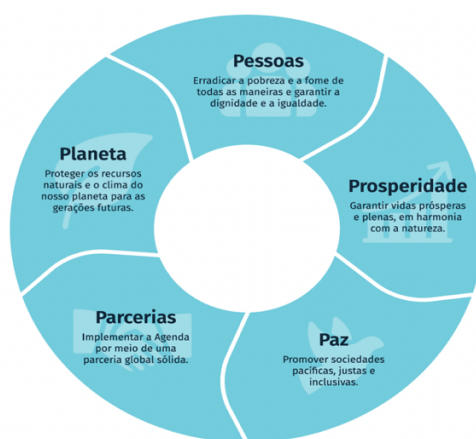 Pessoas
Erradicar a pobreza e a fome de
todas as maneiras e garantir a
dignidade e a igualdade.
Prosperidade
Garantir vidas prósperas
e plenas, em harmonia
com a natureza.
Paz
Promover sociedades
pacíficas, justas e
inclusivas.
Parcerias
Implementar a Agenda
por meio de uma
parceria global sólida.
Planeta
Proteger os recursos
naturais e o clima do
nosso planeta para as
gerações futuras.